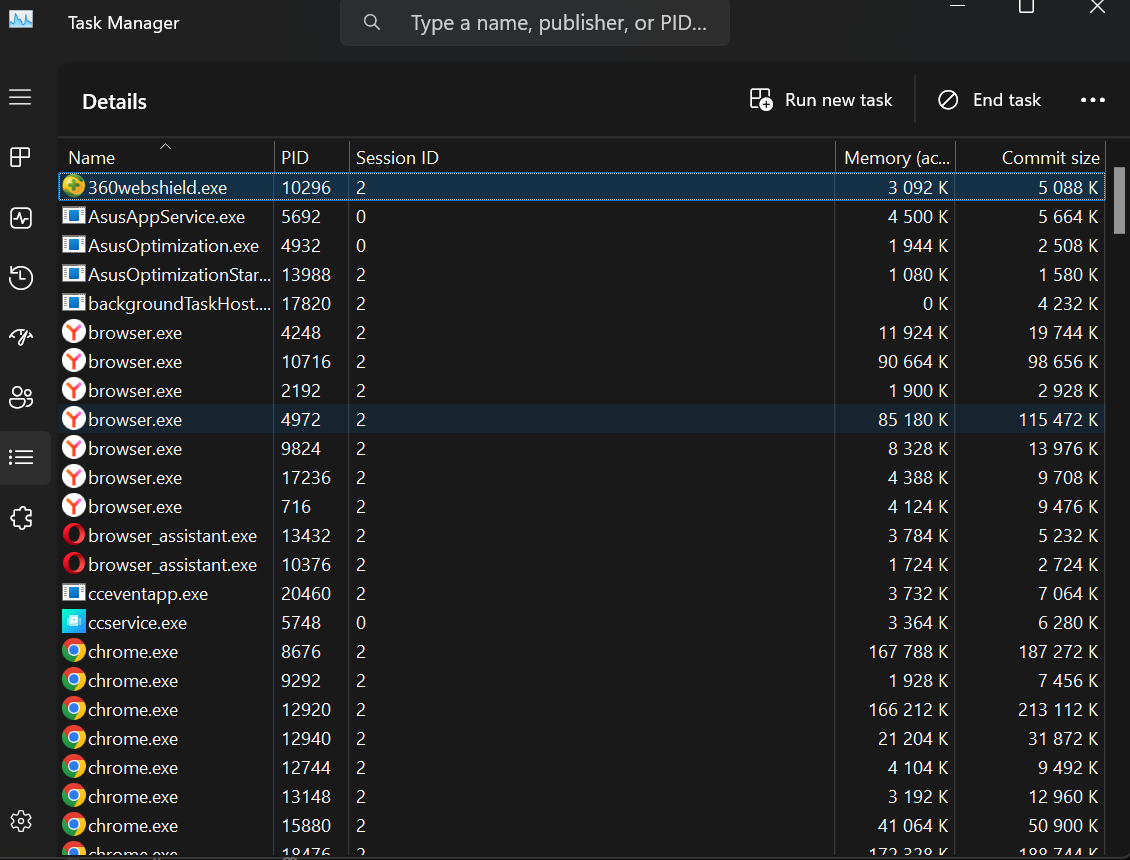 Task Manager
Type a name, publisher, or PID...
Details
Run new task
End task
Name PID Session ID Memory (ac... Commit size
360webshield.exe 10296 2 3 092 K 5 088 K
AsusAppService.exe 5692 0 4 500 K 5 664 K
AsusOptimization.exe 4932 0 1 944 K 2 508 K
AsusOptimizationStar... 13988 2 1 080 K 1 580 K
backgroundTaskHost.... 17820 2 0 K 4 232 K
browser.exe 4248 2 11 924 K 19 744 K
browser.exe 10716 2 90 664 K 98 656 K
browser.exe 2192 2 1 900 K 2 928 K
browser.exe 4972 2 85 180 K 115 472 K
browser.exe 9824 2 8 328 K 13 976 K
browser.exe 17236 2 4 388 K 9 708 K
browser.exe 716 2 4 124 K 9 476 K
browser_assistant.exe 13432 2 3 784 K 5 232 K
browser_assistant.exe 10376 2 1 724 K 2 724 K
cceventapp.exe 20460 2 3 732 K 7 064 K
ccservice.exe 5748 0 3 364 K 6 280 K
chrome.exe 8676 2 167 788 K 187 272 K
chrome.exe 9292 2 1 928 K 7 456 K
chrome.exe 12920 2 166 212 K 213 112 K
chrome.exe 12940 2 21 204 K 31 872 K
chrome.exe 12744 2 4 104 K 9 492 K
chrome.exe 13148 2 3 192 K 12 960 K
chrome.exe 15880 2 41 064 K 50 900 K
chrome.exe 18476 2 172 328 K 188 744 K